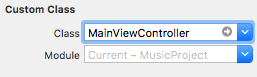 Custom Class
Class MainViewController
Module Current – MusicProject